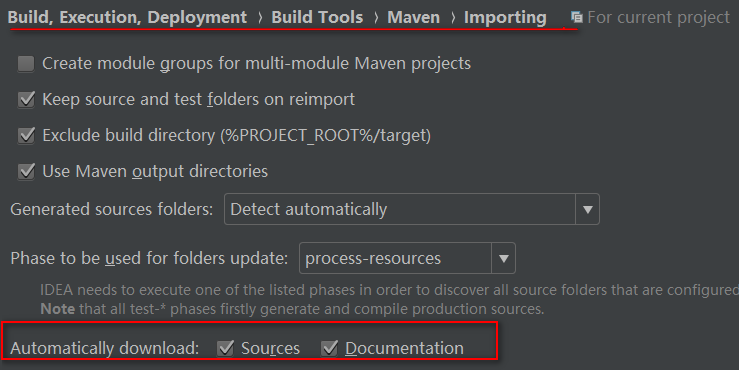 Build, Execution, Deployment › Build Tools › Maven › Importing For current project
Create module groups for multi-module Maven projects
Keep source and test folders on reimport
Exclude build directory (%PROJECT_ROOT%/target)
Use Maven output directories
Generated sources folders: Detect automatically
Phase to be used for folders update: process-resources
IDEA needs to execute one of the listed phases in order to discover all source folders that are configured
Note that all test-* phases firstly generate and compile production sources.
Automatically download: Sources Documentation